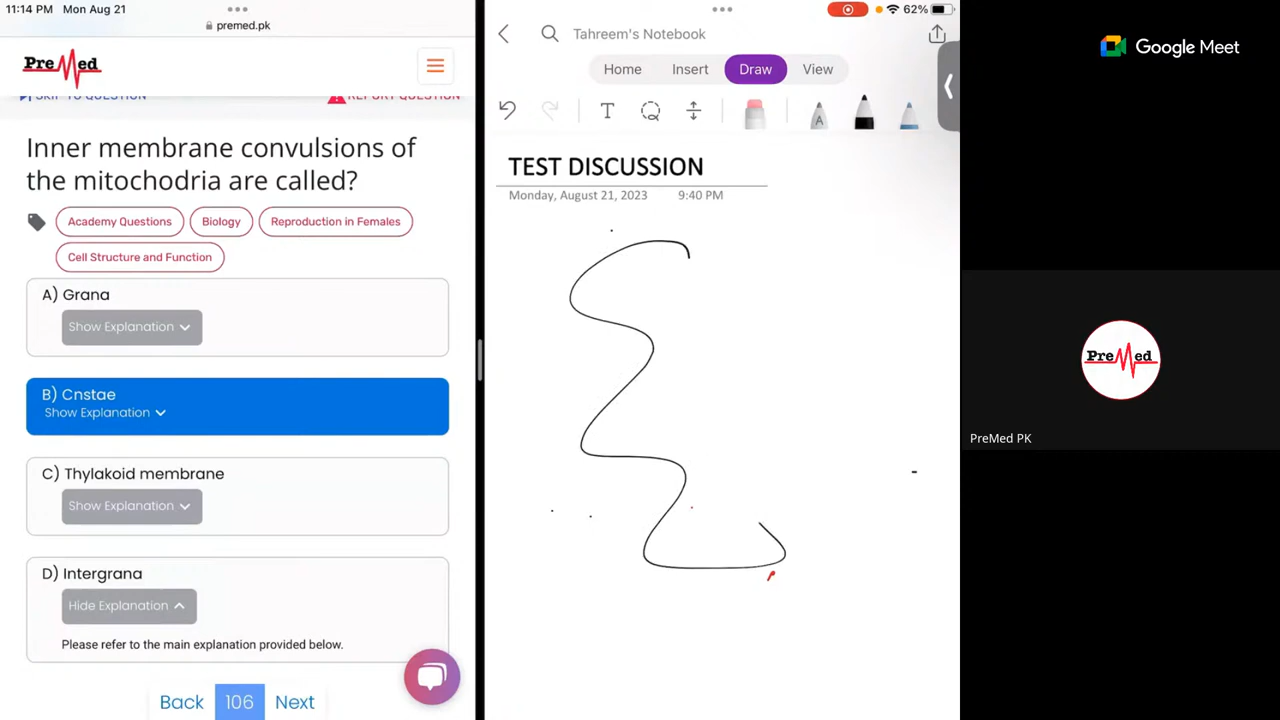 11:14 PM Mon Aug 21
premed.pk
PreMed
SKIP TO QUESTION
REPORT QUESTION
Inner membrane convulsions of
the mitochodria are called?
Academy Questions
Biology
Reproduction in Females
Cell Structure and Function
A) Grana
Show Explanation
B) Cnstae
Show Explanation
C) Thylakoid membrane
Show Explanation
D) Intergrana
Hide Explanation
Please refer to the main explanation provided below.
Back 106 Next
62%
Tahreem's Notebook
Home Insert Draw View
T
A
TEST DISCUSSION
Monday, August 21, 2023 9:40 PM
Google Meet
PreMed
PreMed PK